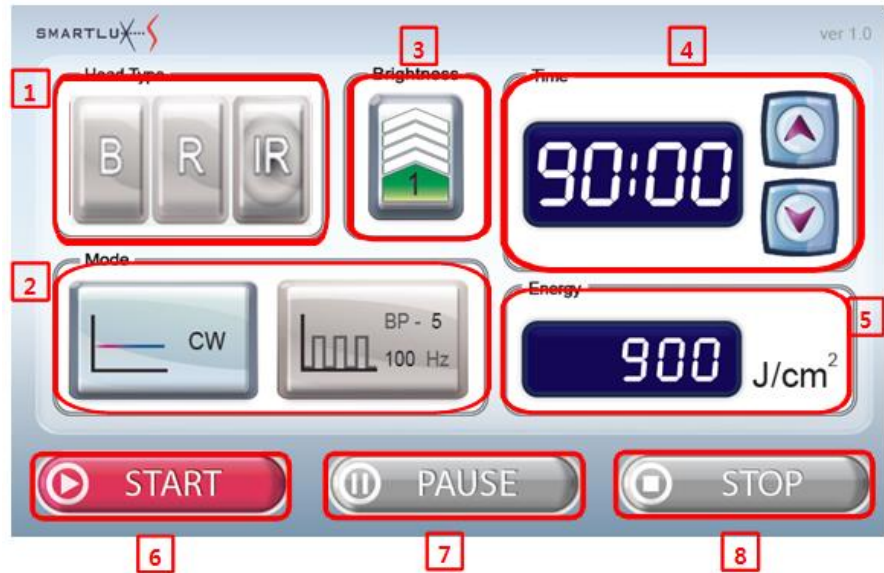 SMARTLUX S
ver 1.0
3
4
1
Head Type
Brightness
Time
B
R
IR
1
90:00
2
Mode
Energy
5
CW
BP - 5
100 Hz
900
J/cm²
START
PAUSE
STOP
6
7
8